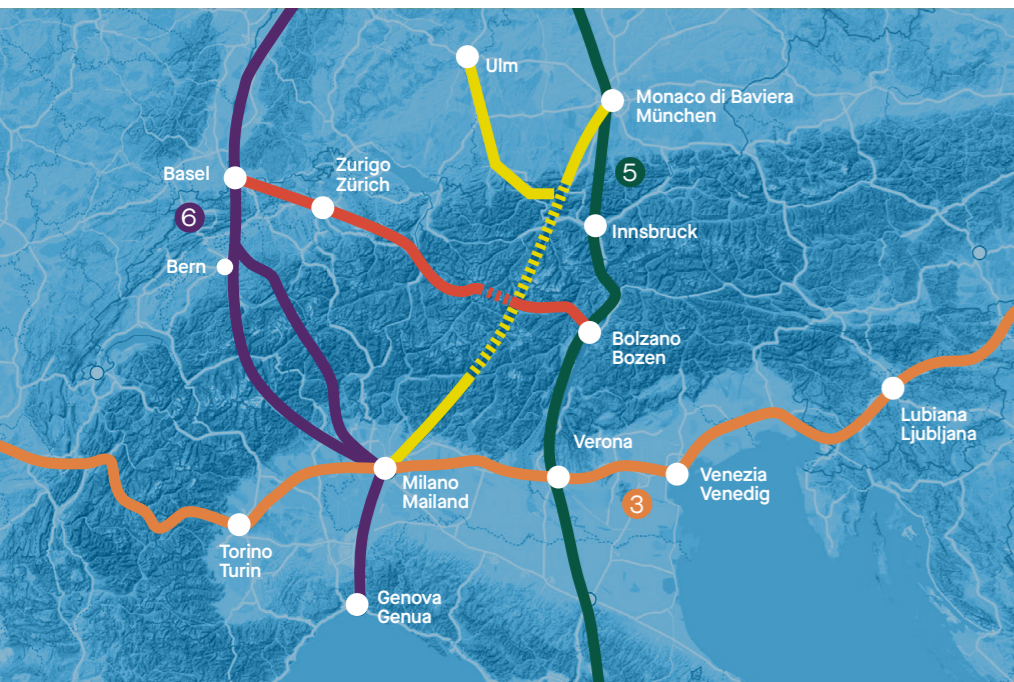 Ulm
Monaco di Baviera
München
Basel
Zurigo
Zürich
5
6
Innsbruck
Bern
Bolzano
Bozen
Lubiana
Ljubljana
Verona
Milano
Mailand
Venezia
Venedig
3
Torino
Turin
Genova
Genua